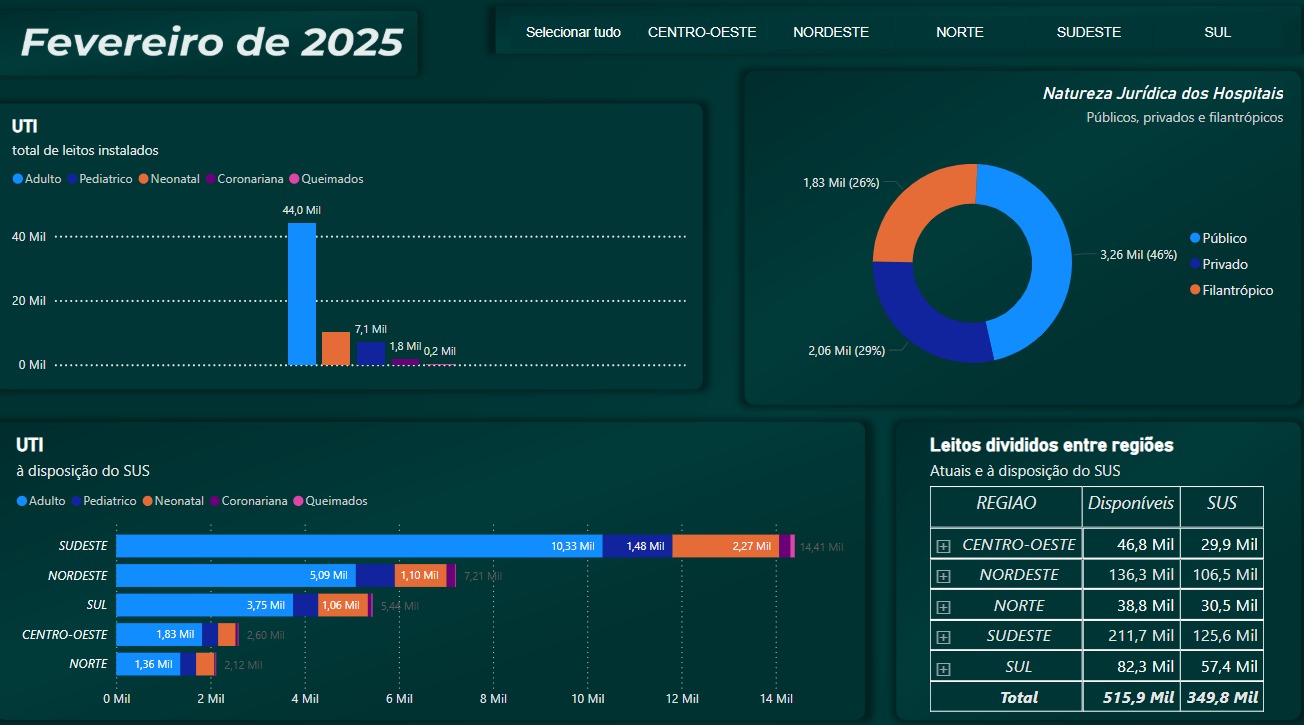 Fevereiro de 2025
Selecionar tudo CENTRO-OESTE NORDESTE NORTE SUDESTE SUL
UTI
total de leitos instalados
Adulto Pediatrico Neonatal Coronariana Queimados
44,0 Mil
40 Mil
20 Mil
7,1 Mil
1,8 Mil
0,2 Mil
0 Mil
Natureza Jurídica dos Hospitais
Públicos, privados e filantrópicos
1,83 Mil (26%)
3,26 Mil (46%)
2,06 Mil (29%)
Público
Privado
Filantrópico
UTI
à disposição do SUS
Adulto Pediatrico Neonatal Coronariana Queimados
SUDESTE 10,33 Mil 1,48 Mil 2,27 Mil 14,41 Mil
NORDESTE 5,09 Mil 1,10 Mil 7,21 Mil
SUL 3,75 Mil 1,06 Mil 5,44 Mil
CENTRO-OESTE 1,83 Mil 2,60 Mil
NORTE 1,36 Mil 2,12 Mil
0 Mil 2 Mil 4 Mil 6 Mil 8 Mil 10 Mil 12 Mil 14 Mil
Leitos divididos entre regiões
Atuais e à disposição do SUS
REGIAO Disponíveis SUS
CENTRO-OESTE 46,8 Mil 29,9 Mil
NORDESTE 136,3 Mil 106,5 Mil
NORTE 38,8 Mil 30,5 Mil
SUDESTE 211,7 Mil 125,6 Mil
SUL 82,3 Mil 57,4 Mil
Total 515,9 Mil 349,8 Mil